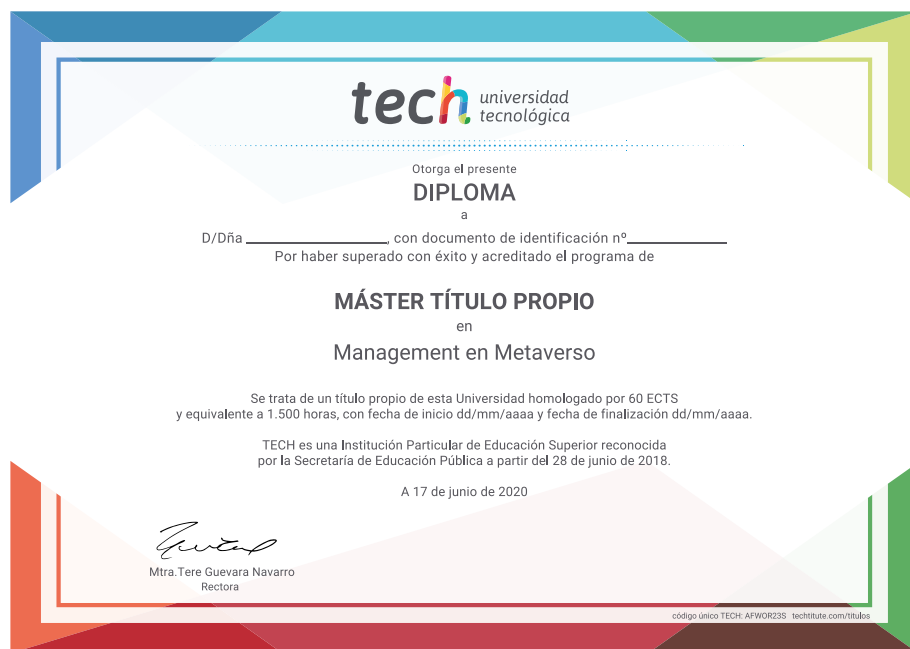 tech universidad
tecnológica
Otorga el presente
DIPLOMA
a
D/Dña ____________________, con documento de identificación nº______________
Por haber superado con éxito y acreditado el programa de
MÁSTER TÍTULO PROPIO
en
Management en Metaverso
Se trata de un título propio de esta Universidad homologado por 60 ECTS
y equivalente a 1.500 horas, con fecha de inicio dd/mm/aaaa y fecha de finalización dd/mm/aaaa.
TECH es una Institución Particular de Educación Superior reconocida
por la Secretaría de Educación Pública a partir del 28 de junio de 2018.
A 17 de junio de 2020
Mtra.Tere Guevara Navarro
Rectora
código único TECH: AFWOR23S techtitute.com/titulos